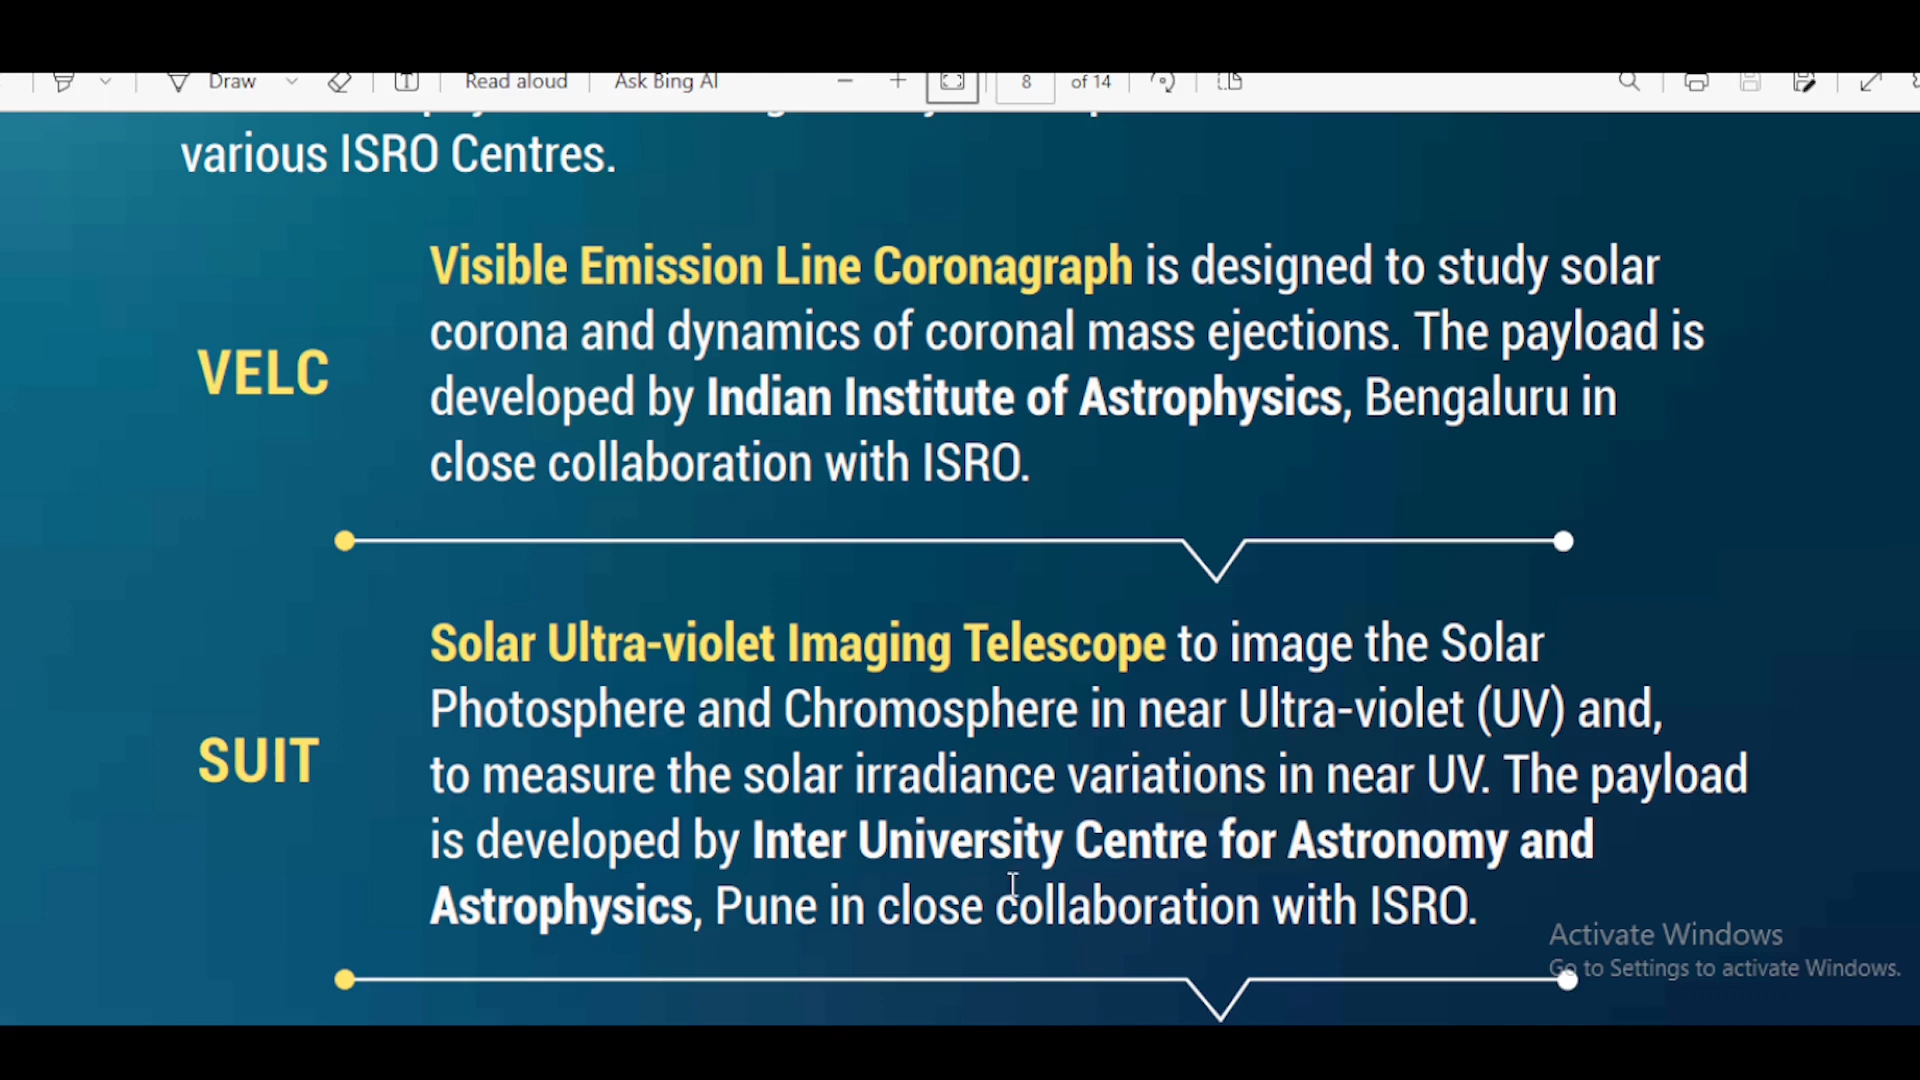 Draw
Read aloud
Ask Bing AI
8
of 14
various ISRO Centres.
VELC
Visible Emission Line Coronagraph is designed to study solar
corona and dynamics of coronal mass ejections. The payload is
developed by Indian Institute of Astrophysics, Bengaluru in
close collaboration with ISRO.
SUIT
Solar Ultra-violet Imaging Telescope to image the Solar
Photosphere and Chromosphere in near Ultra-violet (UV) and,
to measure the solar irradiance variations in near UV. The payload
is developed by Inter University Centre for Astronomy and
Astrophysics, Pune in close collaboration with ISRO.
Activate Windows
Go to Settings to activate Windows.